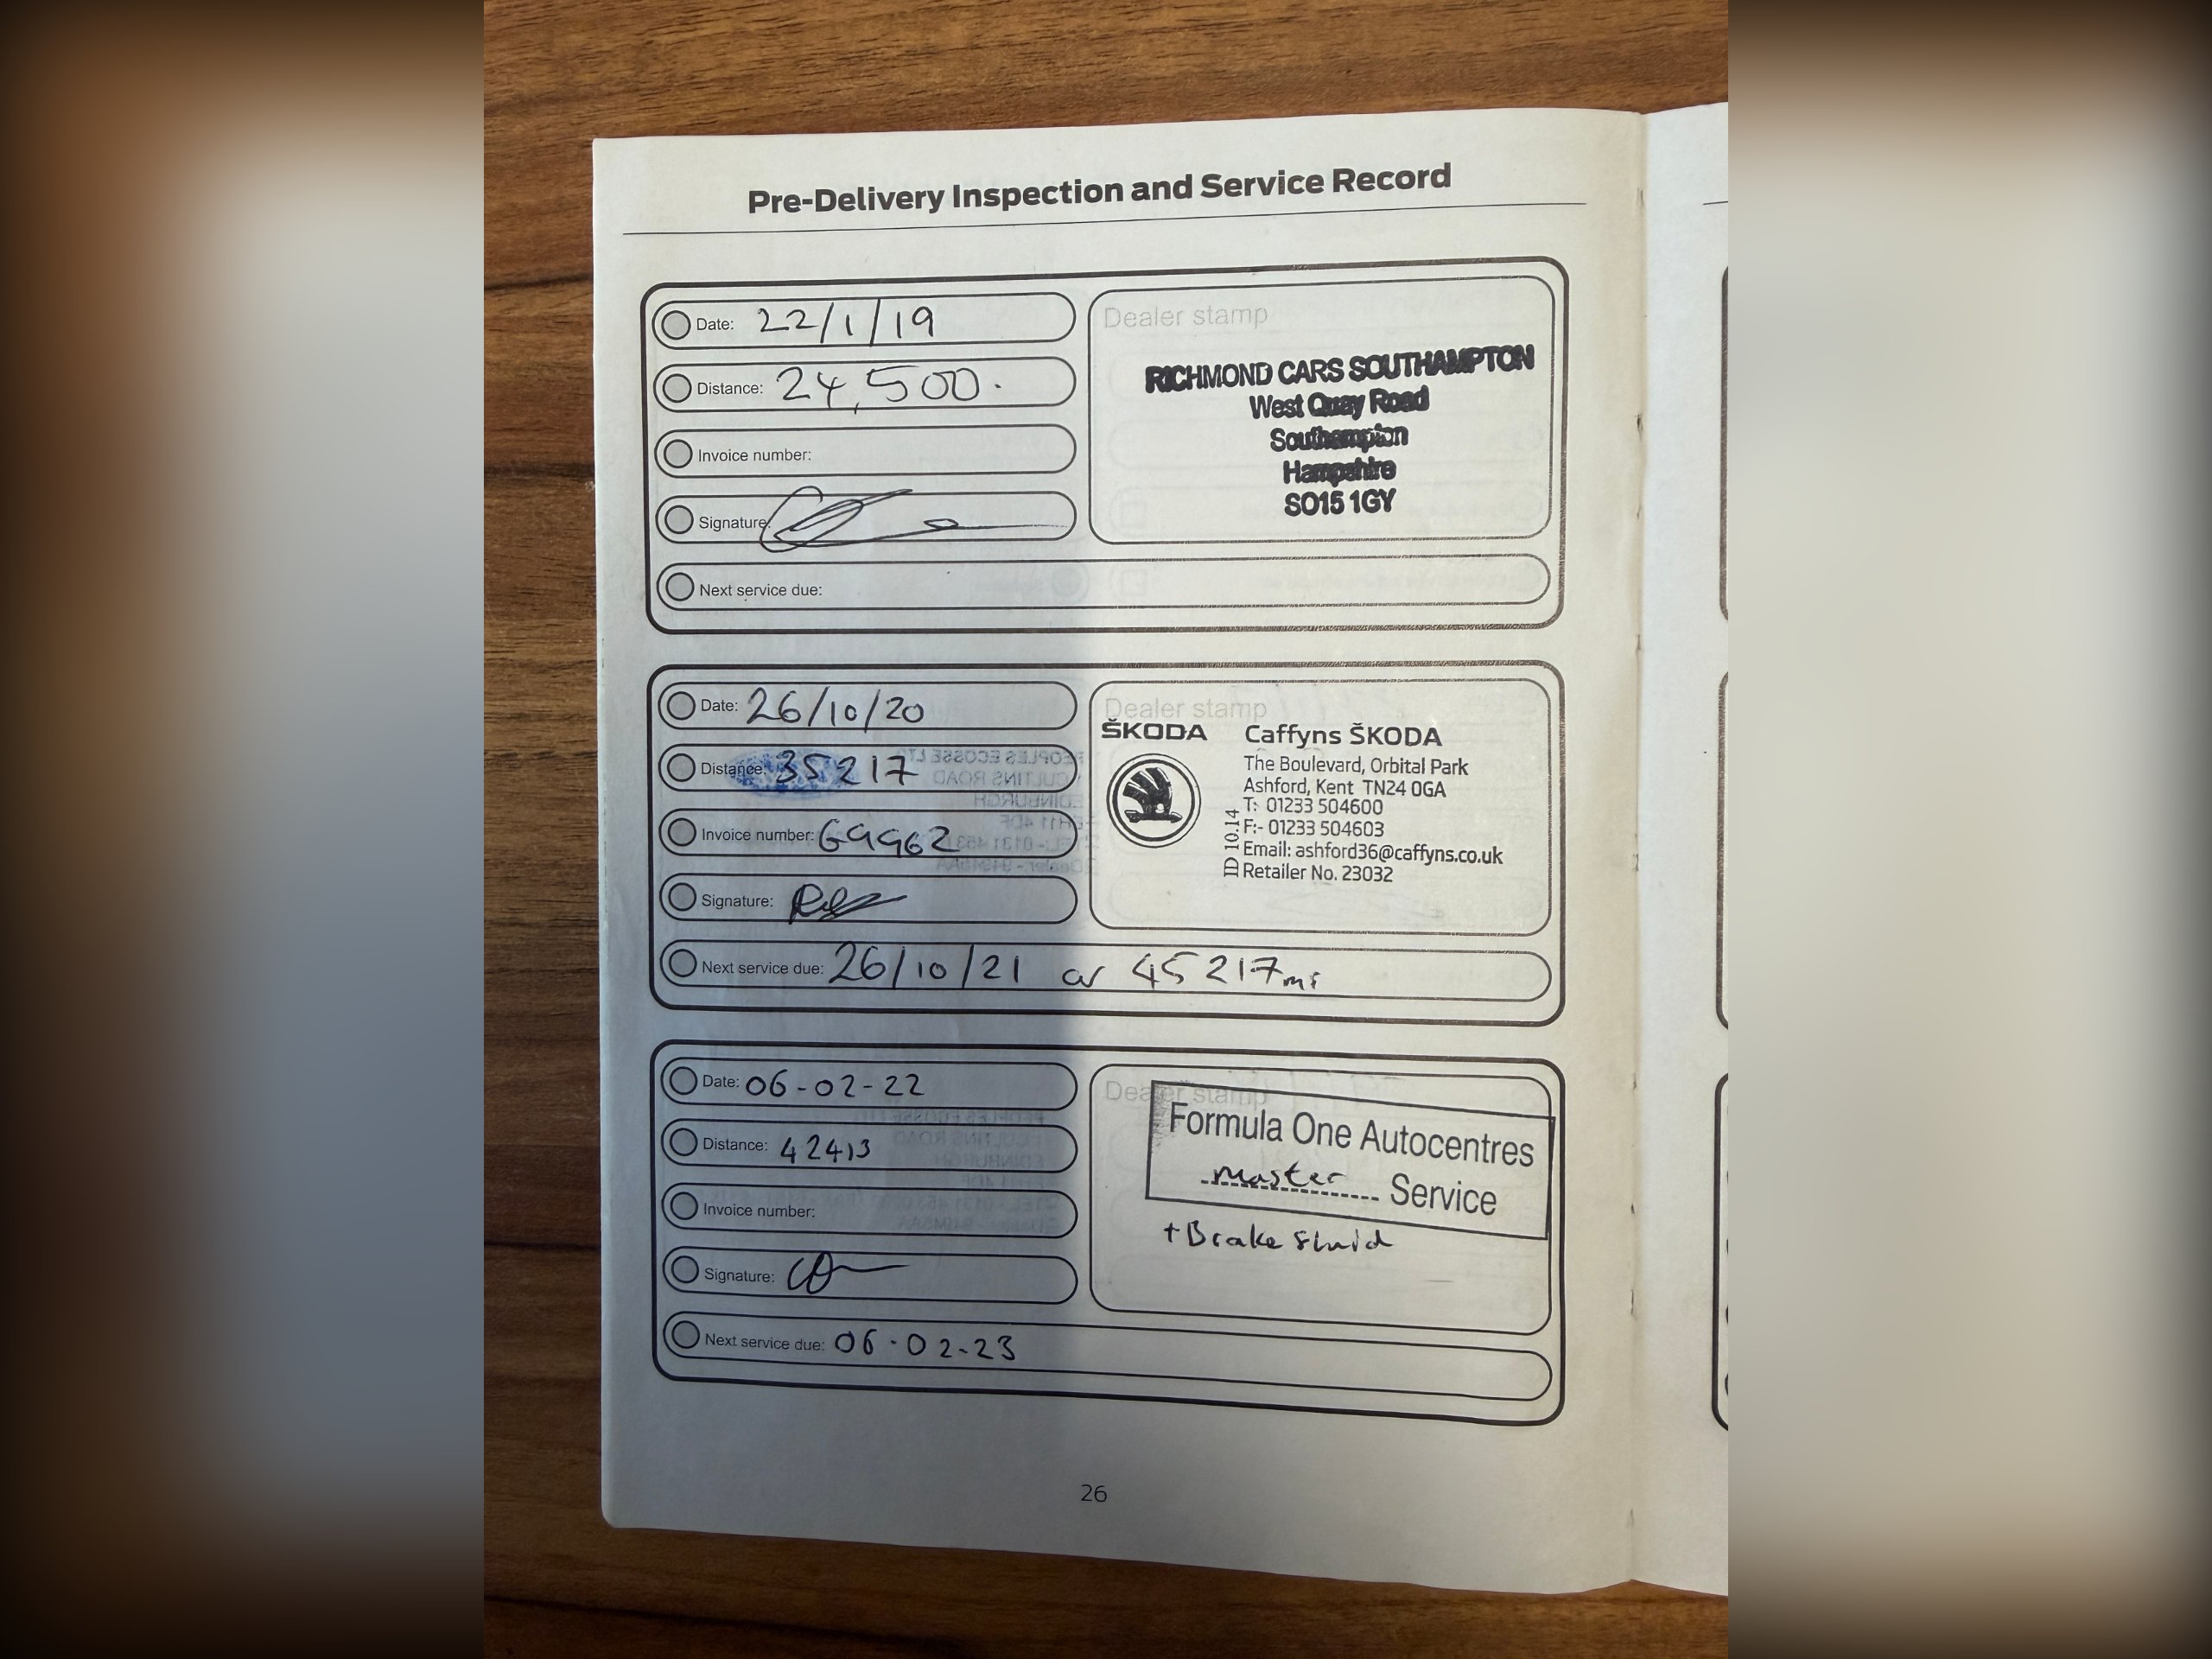 Pre-Delivery Inspection and Service Record
Date: 22/1/19
Distance: 24,500.
Invoice number:
Signature:
Next service due:
Dealer stamp
RICHMOND CARS SOUTHAMPTON
West Quay Road
Southampton
Hampshire
SO15 1GY
Date: 26/10/20
Distance: 35217
Invoice number: 69962
Signature:
Next service due: 26/10/21 or 45217mi
Dealer stamp
ŠKODA
Caffyns ŠKODA
The Boulevard, Orbital Park
Ashford, Kent TN24 0GA
T: 01233 504600
F:- 01233 504603
Email: ashford36@caffyns.co.uk
Retailer No. 23032
ID 10.14
Date: 06-02-22
Distance: 42413
Invoice number:
Signature:
Next service due: 06-02-23
Dealer stamp
Formula One Autocentres
master Service
+Brake fluid
26